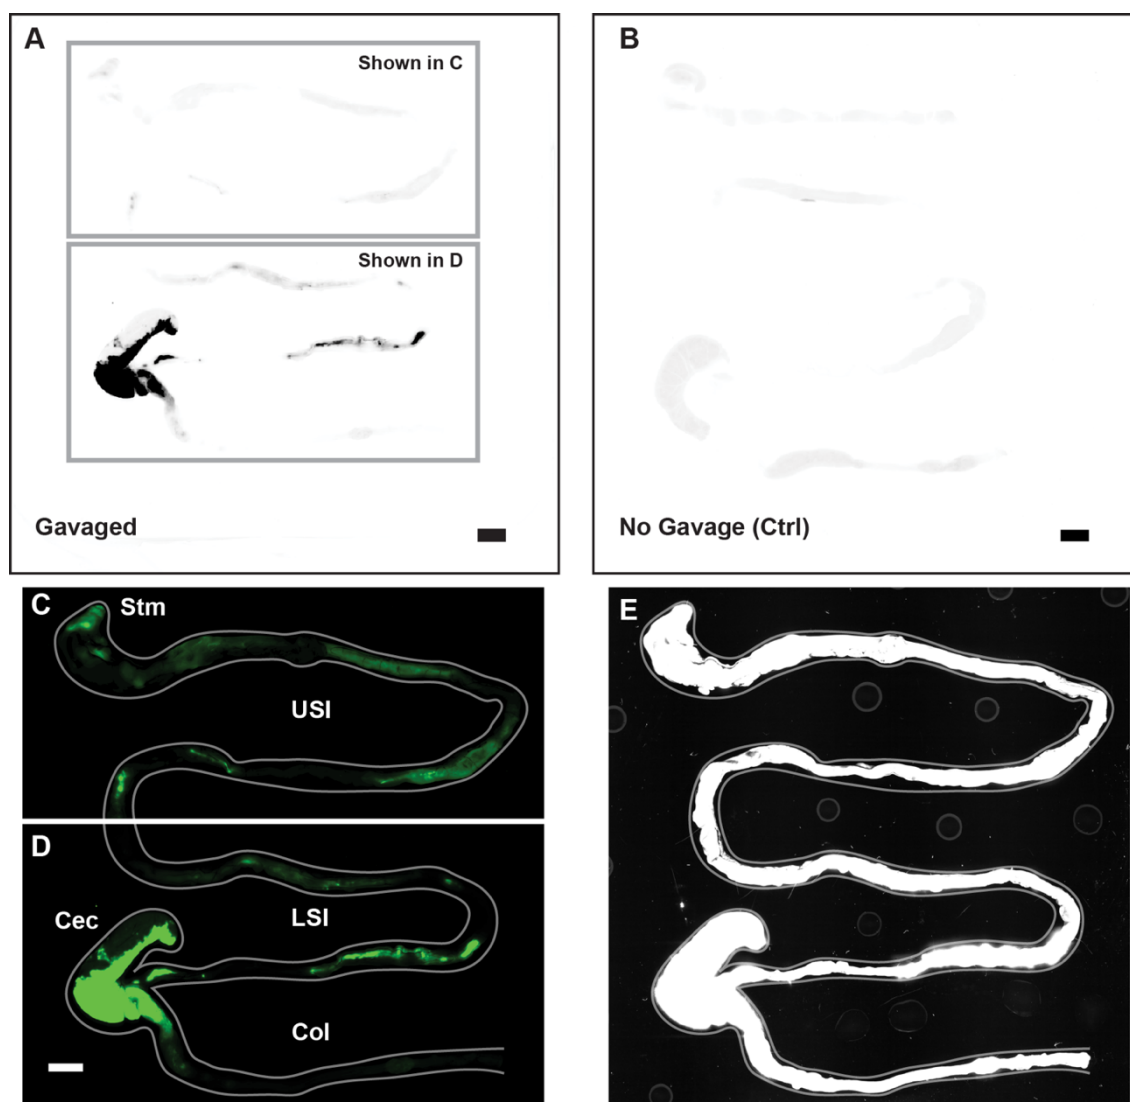 A
Shown in C
Shown in D
Gavaged
B
No Gavage (Ctrl)
C
Stm
USI
D
Cec
LSI
Col
E